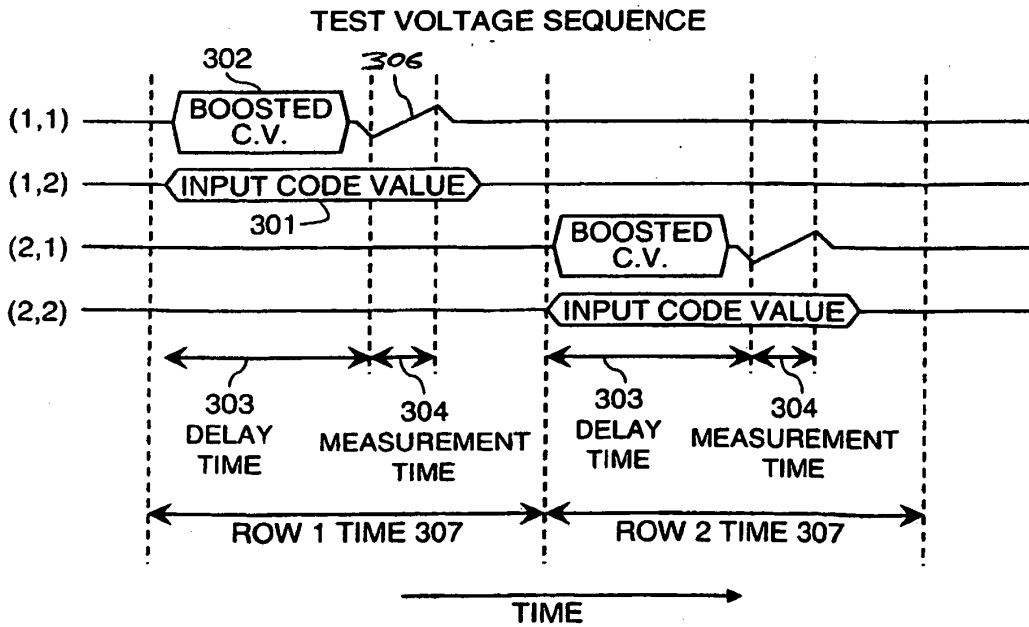 TEST VOLTAGE SEQUENCE
302
306
(1,1)
BOOSTED
C.V.
(1,2)
INPUT CODE VALUE
301
(2,1)
BOOSTED
C.V.
(2,2)
INPUT CODE VALUE
303
DELAY
TIME
304
MEASUREMENT
TIME
303
DELAY
TIME
304
MEASUREMENT
TIME
ROW 1 TIME 307
ROW 2 TIME 307
TIME